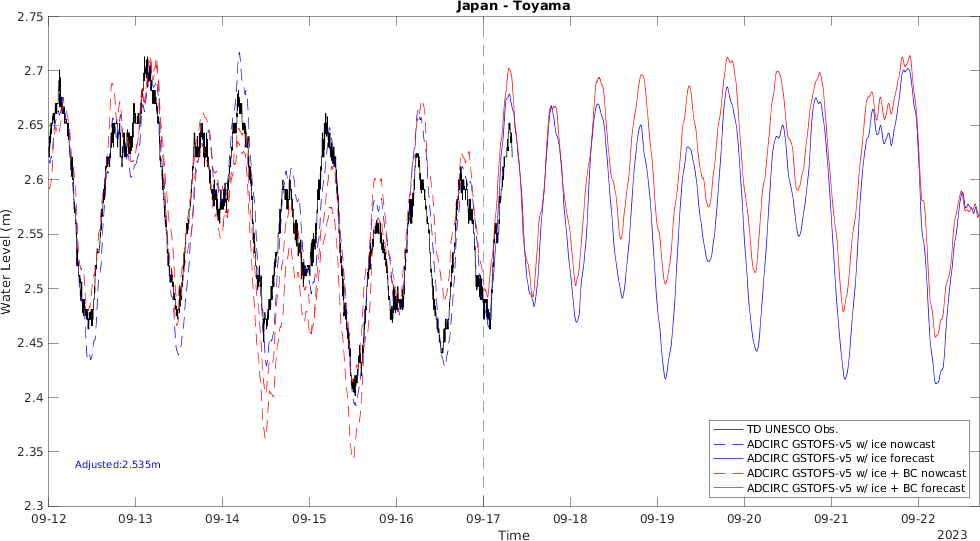 Japan - Toyama
2.75
2.7
2.65
2.6
2.55
2.5
2.45
2.4
2.35
2.3
Water Level (m)
Adjusted:2.535m
TD UNESCO Obs.
ADCIRC GSTOFS-v5 w/ ice nowcast
ADCIRC GSTOFS-v5 w/ ice forecast
ADCIRC GSTOFS-v5 w/ ice + BC nowcast
ADCIRC GSTOFS-v5 w/ ice + BC forecast
09-12 09-13 09-14 09-15 09-16 09-17 09-18 09-19 09-20 09-21 09-22
Time
2023